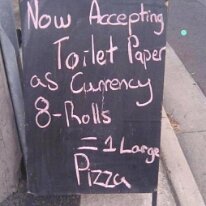 Now Accepting
Toilet Paper
as Currency
8-Rolls
= 1 Large
Pizza